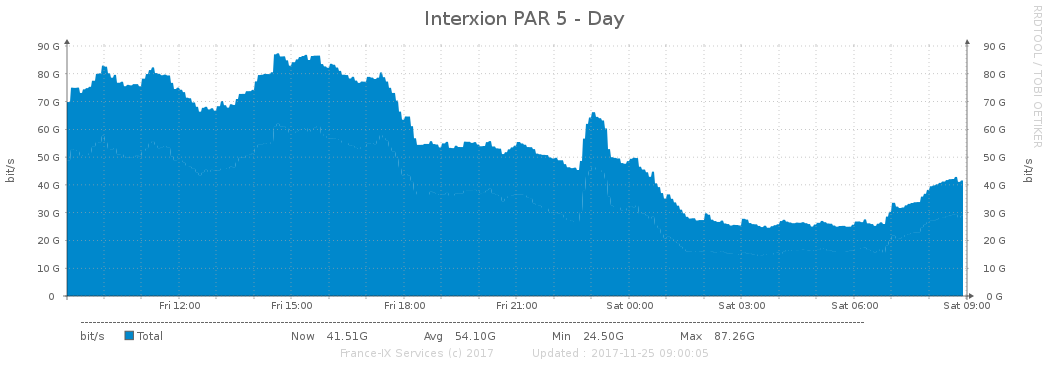 Interxion PAR 5 - Day
RRDTOOL / TOBI OETIKER
bit/s
90 G
80 G
70 G
60 G
50 G
40 G
30 G
20 G
10 G
0
90 G
80 G
70 G
60 G
50 G
40 G
30 G
20 G
10 G
0 G
bit/s
Fri 12:00 Fri 15:00 Fri 18:00 Fri 21:00 Sat 00:00 Sat 03:00 Sat 06:00 Sat 09:00
bit/s Total Now 41.51G Avg 54.10G Min 24.50G Max 87.26G
France-IX Services (c) 2017 Updated : 2017-11-25 09:00:05